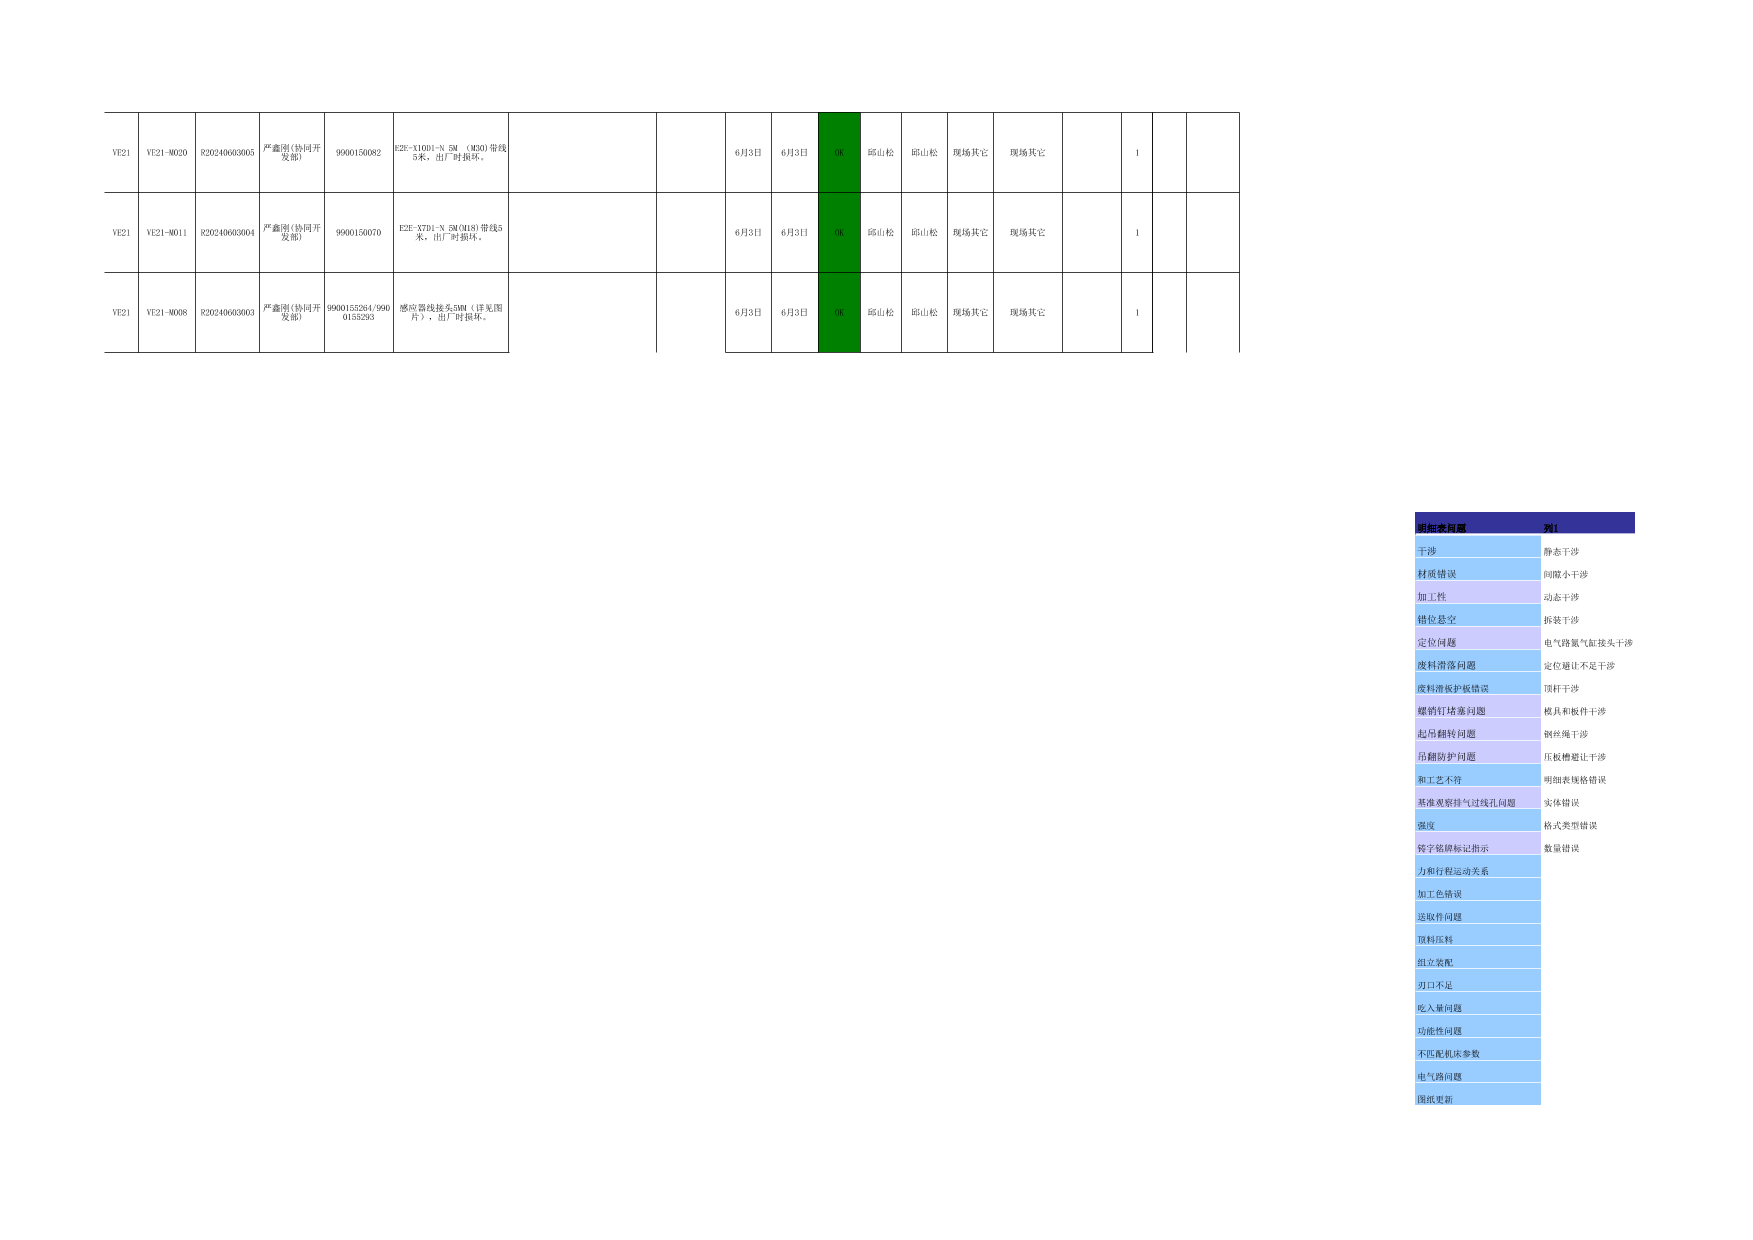 VE21 VE21-M020 R20240603005 严鑫刚(协同开发部) 9900150082 E2E-X10D1-N 5M （M30)带线5米，出厂时损坏。 6月3日 6月3日 OK 邱山松 邱山松 现场其它 现场其它 1
VE21 VE21-M011 R20240603004 严鑫刚(协同开发部) 9900150070 E2E-X7D1-N 5M(M18)带线5米，出厂时损坏。 6月3日 6月3日 OK 邱山松 邱山松 现场其它 现场其它 1
VE21 VE21-M008 R20240603003 严鑫刚(协同开发部) 9900155264/9900155293 感应器线接头5MM（详见图片），出厂时损坏。 6月3日 6月3日 OK 邱山松 邱山松 现场其它 现场其它 1
明细表问题 列1
干涉 静态干涉
材质错误 间隙小干涉
加工性 动态干涉
错位悬空 拆装干涉
定位问题 电气路氮气缸接头干涉
废料滑落问题 定位避让不足干涉
废料滑板护板错误 顶杆干涉
螺销钉堵塞问题 模具和板件干涉
起吊翻转问题 钢丝绳干涉
吊翻防护问题 压板槽避让干涉
和工艺不符 明细表规格错误
基准观察排气过线孔问题 实体错误
强度 格式类型错误
铸字铭牌标记指示 数量错误
力和行程运动关系
加工色错误
送取件问题
顶料压料
组立装配
刃口不足
吃入量问题
功能性问题
不匹配机床参数
电气路问题
图纸更新